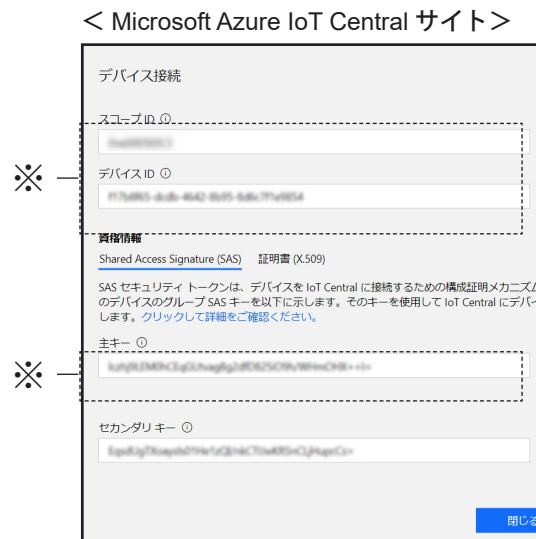 ＜ Microsoft Azure IoT Central サイト＞
デバイス接続
スコープ ID
デバイス ID
※
資格情報
Shared Access Signature (SAS) 証明書 (X.509)
SAS セキュリティ トークンは、デバイスを IoT Central に接続するための構成証明メカニズム
のデバイスのグループ SAS キーを以下に示します。そのキーを使用して IoT Central にデバイ
します。クリックして詳細をご確認ください。
主キー
※
セカンダリ キー
閉じる